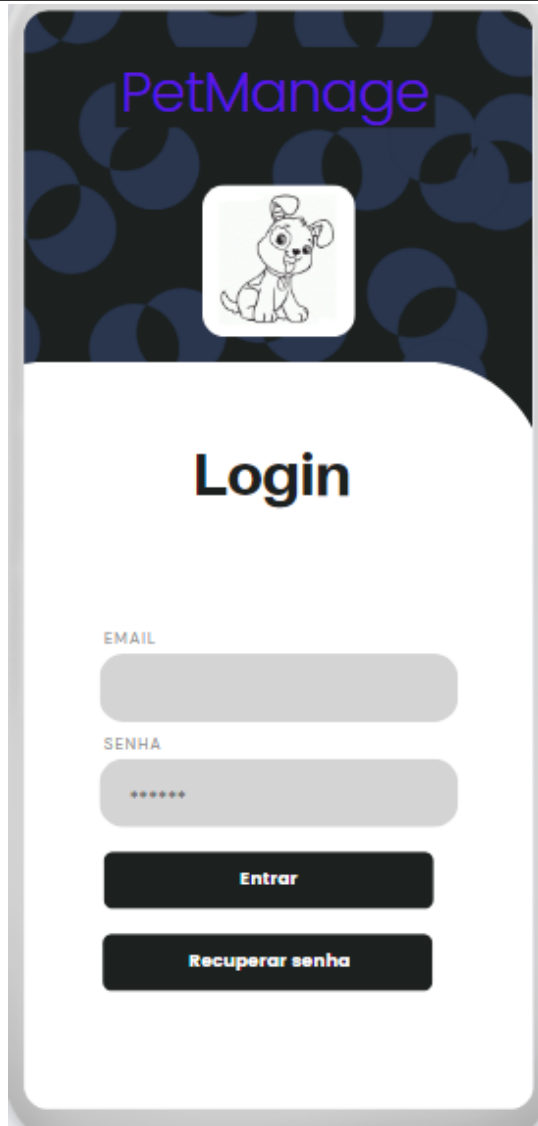 PetManage
Login
EMAIL
SENHA
******
Entrar
Recuperar senha